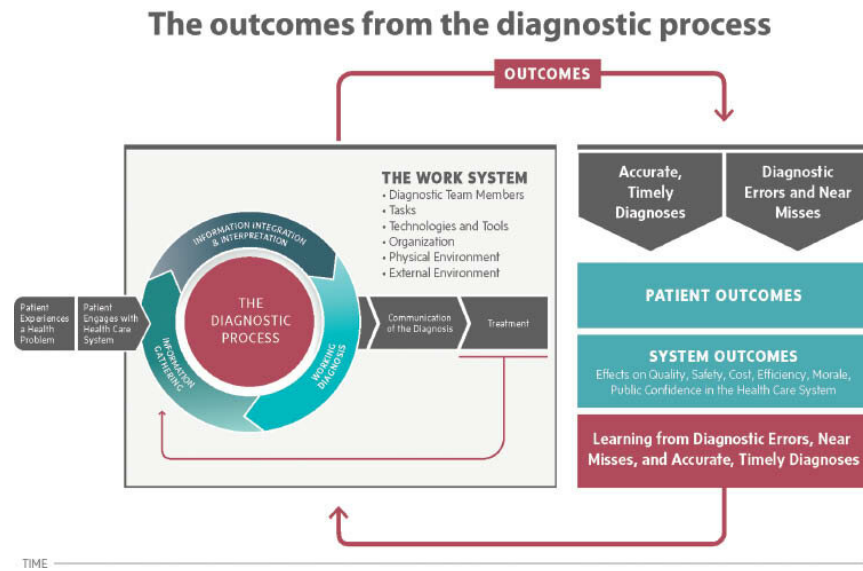 The outcomes from the diagnostic process
OUTCOMES
THE WORK SYSTEM
• Diagnostic Team Members
• Tasks
• Technologies and Tools
• Organization
• Physical Environment
• External Environment
INFORMATION INTEGRATION
& INTERPRETATION
THE
DIAGNOSTIC
PROCESS
INFORMATION
GATHERING
WORKING
DIAGNOSIS
Patient
Experiences
a Health
Problem
Patient
Engages with
Health Care
System
Communication
of the Diagnosis
Treatment
Accurate,
Timely
Diagnoses
Diagnostic
Errors and Near
Misses
PATIENT OUTCOMES
SYSTEM OUTCOMES
Effects on Quality, Safety, Cost, Efficiency, Morale,
Public Confidence in the Health Care System
Learning from Diagnostic Errors, Near
Misses, and Accurate, Timely Diagnoses
TIME